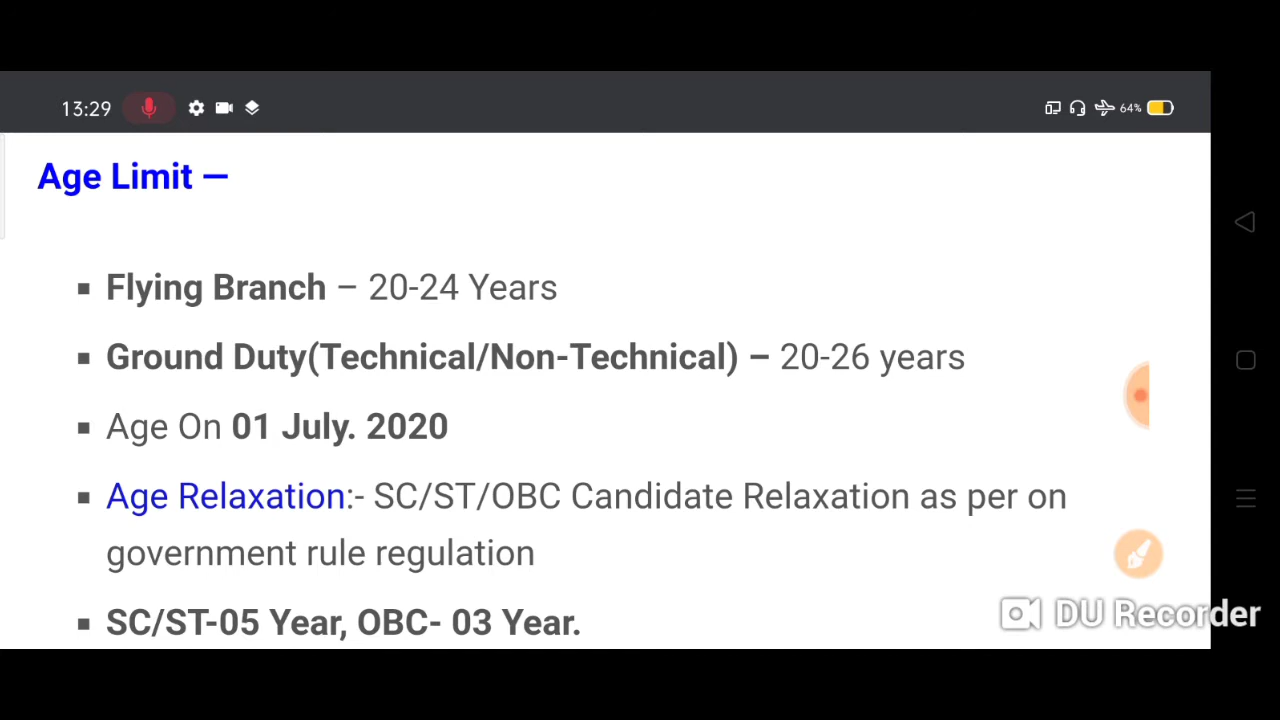 13:29
64%
Age Limit —
▪ Flying Branch – 20-24 Years
▪ Ground Duty(Technical/Non-Technical) – 20-26 years
▪ Age On 01 July. 2020
▪ Age Relaxation:- SC/ST/OBC Candidate Relaxation as per on
government rule regulation
▪ SC/ST-05 Year, OBC- 03 Year.
DU Recorder